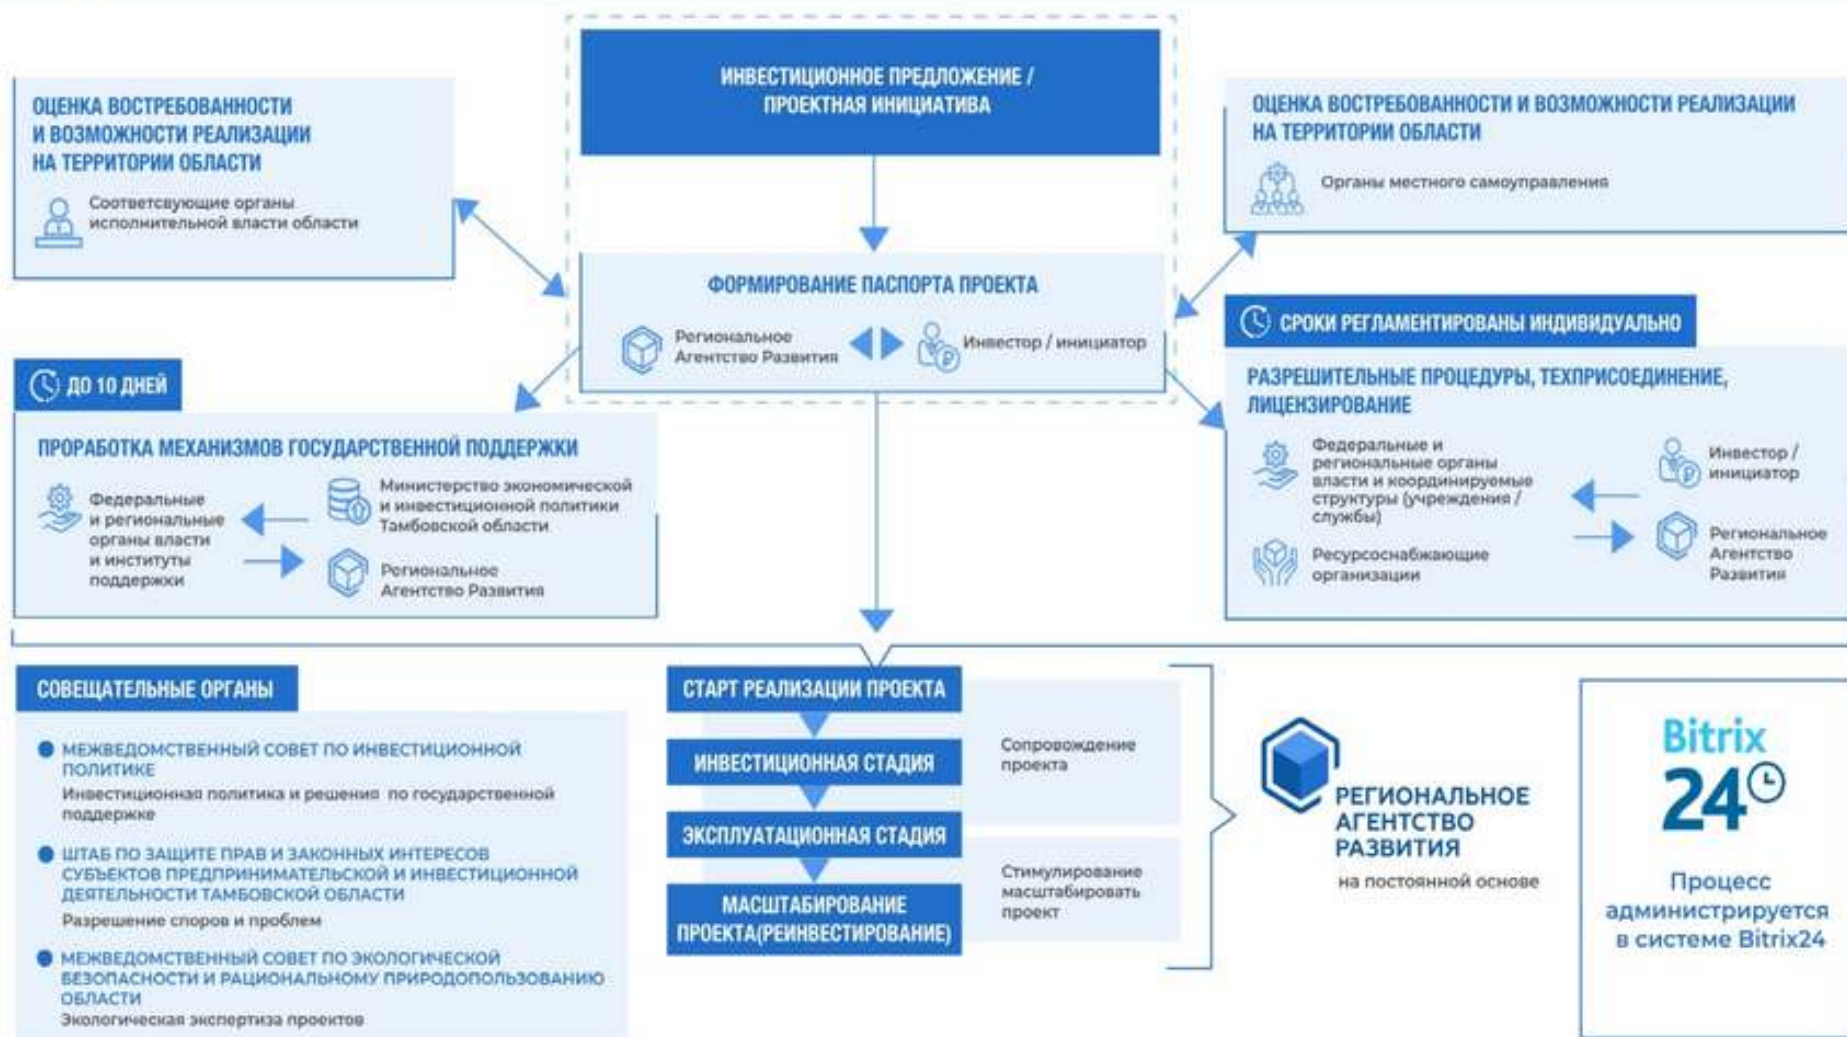 ИНВЕСТИЦИОННОЕ ПРЕДЛОЖЕНИЕ /
ПРОЕКТНАЯ ИНИЦИАТИВА
ОЦЕНКА ВОСТРЕБОВАННОСТИ
И ВОЗМОЖНОСТИ РЕАЛИЗАЦИИ
НА ТЕРРИТОРИИ ОБЛАСТИ
Соответсвующие органы
исполнительной власти области
ОЦЕНКА ВОСТРЕБОВАННОСТИ И ВОЗМОЖНОСТИ РЕАЛИЗАЦИИ
НА ТЕРРИТОРИИ ОБЛАСТИ
Органы местного самоуправления
ФОРМИРОВАНИЕ ПАСПОРТА ПРОЕКТА
Региональное
Агентство Развития
Инвестор / инициатор
ДО 10 ДНЕЙ
ПРОРАБОТКА МЕХАНИЗМОВ ГОСУДАРСТВЕННОЙ ПОДДЕРЖКИ
Федеральные
и региональные
органы власти
и институты
поддержки
Министерство экономической
и инвестиционной политики
Тамбовской области
Региональное
Агентство Развития
СРОКИ РЕГЛАМЕНТИРОВАНЫ ИНДИВИДУАЛЬНО
РАЗРЕШИТЕЛЬНЫЕ ПРОЦЕДУРЫ, ТЕХПРИСОЕДИНЕНИЕ,
ЛИЦЕНЗИРОВАНИЕ
Федеральные и
региональные органы
власти и координируемые
структуры (учреждения /
службы)
Ресурсоснабжающие
организации
Инвестор /
инициатор
Региональное
Агентство
Развития
СОВЕЩАТЕЛЬНЫЕ ОРГАНЫ
МЕЖВЕДОМСТВЕННЫЙ СОВЕТ ПО ИНВЕСТИЦИОННОЙ
ПОЛИТИКЕ
Инвестиционная политика и решения по государственной
поддержке
ШТАБ ПО ЗАЩИТЕ ПРАВ И ЗАКОННЫХ ИНТЕРЕСОВ
СУБЪЕКТОВ ПРЕДПРИНИМАТЕЛЬСКОЙ И ИНВЕСТИЦИОННОЙ
ДЕЯТЕЛЬНОСТИ ТАМБОВСКОЙ ОБЛАСТИ
Разрешение споров и проблем
МЕЖВЕДОМСТВЕННЫЙ СОВЕТ ПО ЭКОЛОГИЧЕСКОЙ
БЕЗОПАСНОСТИ И РАЦИОНАЛЬНОМУ ПРИРОДОПОЛЬЗОВАНИЮ
ОБЛАСТИ
Экологическая экспертиза проектов
СТАРТ РЕАЛИЗАЦИИ ПРОЕКТА
ИНВЕСТИЦИОННАЯ СТАДИЯ
ЭКСПЛУАТАЦИОННАЯ СТАДИЯ
МАСШТАБИРОВАНИЕ
ПРОЕКТА(РЕИНВЕСТИРОВАНИЕ)
Сопровождение
проекта
Стимулирование
масштабировать
проект
РЕГИОНАЛЬНОЕ
АГЕНТСТВО
РАЗВИТИЯ
на постоянной основе
Bitrix
24
Процесс
администрируется
в системе Bitrix24